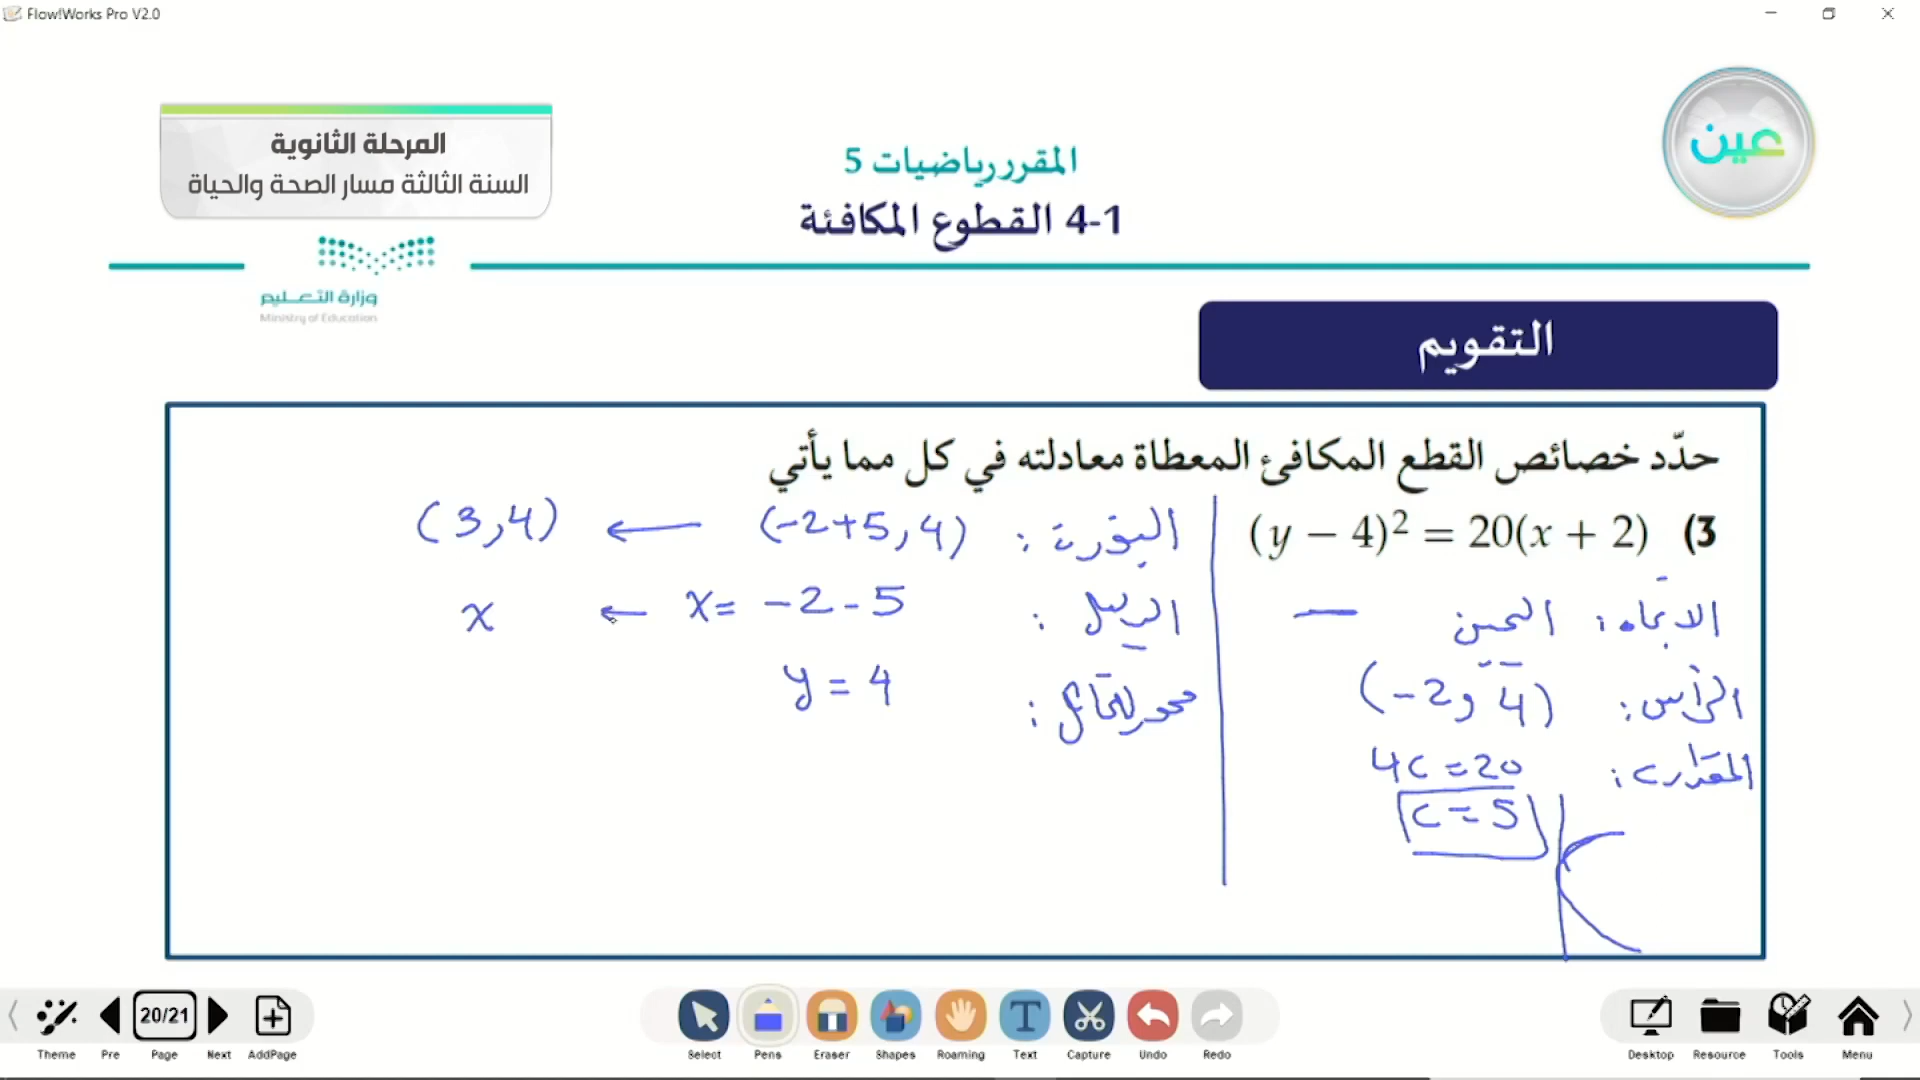 Flow!Works Pro V2.0
المرحلة الثانوية
السنة الثالثة مسار الصحة والحياة
المقرر رياضيات 5
4-1 القطوع المكافئة
عين
وزارة التعليم
Ministry of Education
التقويم
حدّد خصائص القطع المكافئ المعطاة معادلته في كل مما يأتي
(3 (y − 4)² = 20(x + 2)
الاتجاه: اليمين —
الرأس: (-2, 4)
المقدار c:
4c = 20
c = 5
البؤرة: (-2+5, 4) ← (3, 4)
الدليل: x = -2 - 5 ← x
محور التماثل: y = 4
Theme
Pre
20/21
Page
Next
AddPage
Select
Pens
Eraser
Shapes
Roaming
T
Text
Capture
Undo
Redo
Desktop
Resource
Tools
Menu